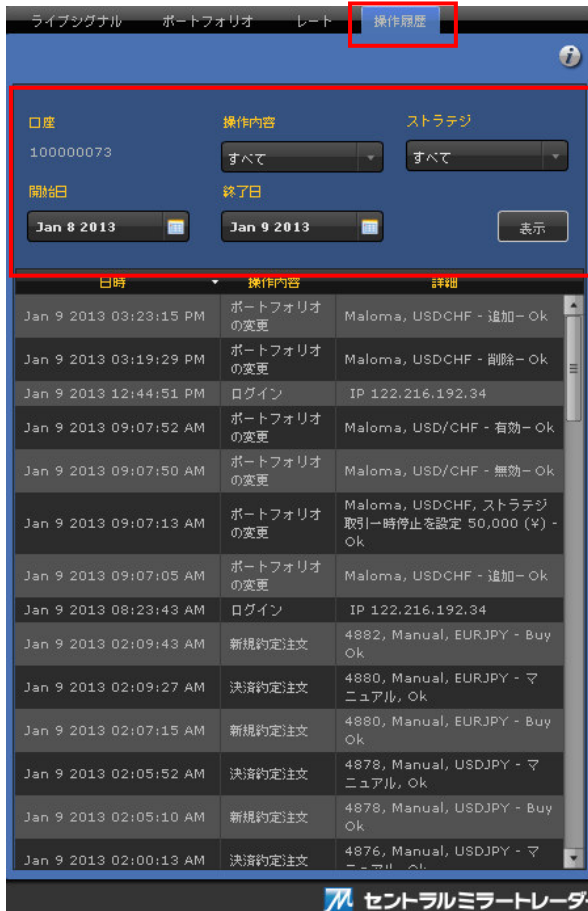 ライブシグナル ポートフォリオ レート 操作履歴
口座 操作内容 ストラテジ
100000073 すべて すべて
開始日 終了日
Jan 8 2013 Jan 9 2013 表示
日時 操作内容 詳細
Jan 9 2013 03:23:15 PM ポートフォリオの変更 Maloma, USDCHF - 追加- Ok
Jan 9 2013 03:19:29 PM ポートフォリオの変更 Maloma, USDCHF - 削除- Ok
Jan 9 2013 12:44:51 PM ログイン IP 122.216.192.34
Jan 9 2013 09:07:52 AM ポートフォリオの変更 Maloma, USD/CHF - 有効- Ok
Jan 9 2013 09:07:50 AM ポートフォリオの変更 Maloma, USD/CHF - 無効- Ok
Jan 9 2013 09:07:13 AM ポートフォリオの変更 Maloma, USDCHF, ストラテジ取引一時停止を設定 50,000 (¥) - Ok
Jan 9 2013 09:07:05 AM ポートフォリオの変更 Maloma, USDCHF - 追加- Ok
Jan 9 2013 08:23:43 AM ログイン IP 122.216.192.34
Jan 9 2013 02:09:43 AM 新規約定注文 4882, Manual, EURJPY - Buy Ok
Jan 9 2013 02:09:27 AM 決済約定注文 4880, Manual, EURJPY - マニュアル, Ok
Jan 9 2013 02:07:15 AM 新規約定注文 4880, Manual, EURJPY - Buy Ok
Jan 9 2013 02:05:52 AM 決済約定注文 4878, Manual, USDJPY - マニュアル, Ok
Jan 9 2013 02:05:10 AM 新規約定注文 4878, Manual, USDJPY - Buy Ok
Jan 9 2013 02:00:13 AM 決済約定注文 4876, Manual, USDJPY - マ
セントラルミラートレーダ